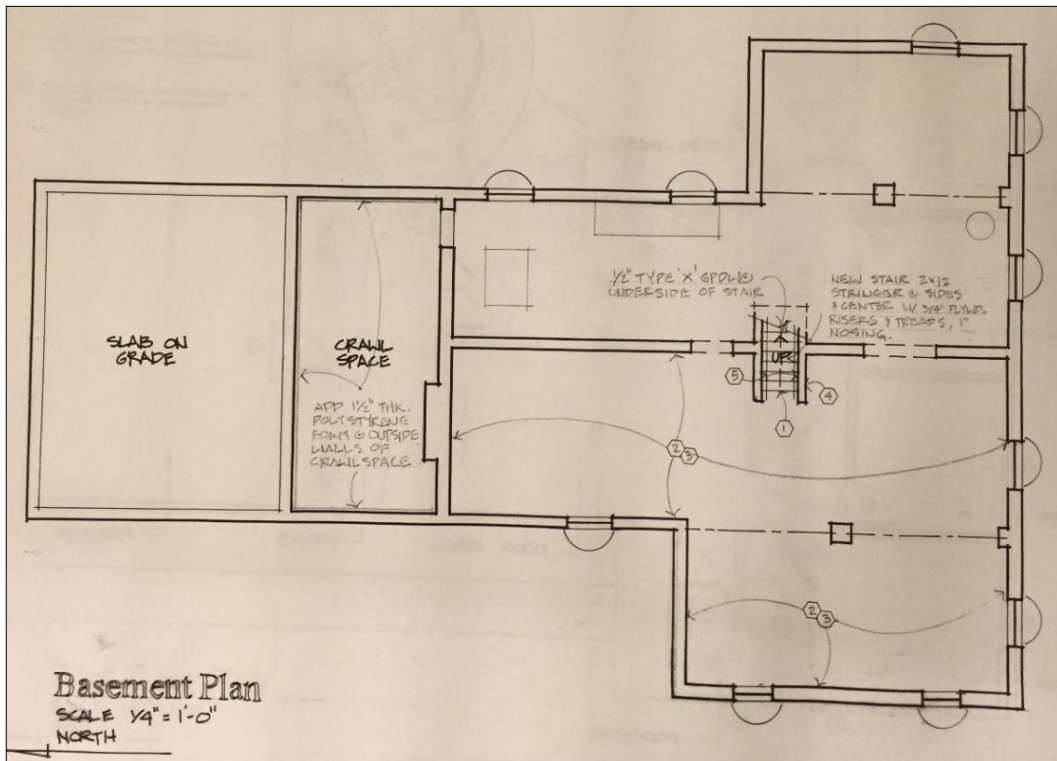 SLAB ON
GRADE
CRAWL
SPACE
ADD 1½" THK.
POLYSTYRENE
FOAM @ OUTSIDE
WALLS OF
CRAWLSPACE
½" TYPE 'X' GPDW @
UNDERSIDE OF STAIR
NEW STAIR 2x12
STRINGER @ SIDES
& CENTER W/ 3/4" PLYWD.
RISERS & TREADS, 1"
NOSING.
UP
5
4
1
2
3
2
3
Basement Plan
SCALE 1/4" = 1'-0"
NORTH